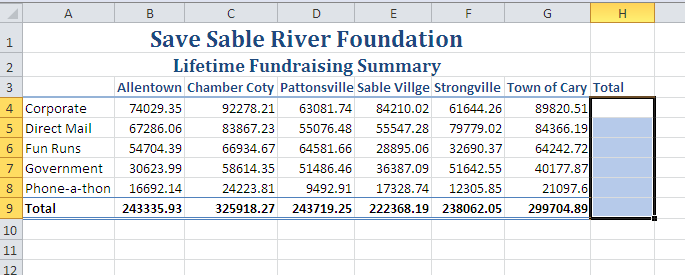 A B C D E F G H
1 Save Sable River Foundation
2 Lifetime Fundraising Summary
3 Allentown Chamber Coty Pattonsville Sable Villge Strongville Town of Cary Total
4 Corporate 74029.35 92278.21 63081.74 84210.02 61644.26 89820.51
5 Direct Mail 67286.06 83867.23 55076.48 55547.28 79779.02 84366.19
6 Fun Runs 54704.39 66934.67 64581.66 28895.06 32690.37 64242.72
7 Government 30623.99 58614.35 51486.46 36387.09 51642.55 40177.87
8 Phone-a-thon 16692.14 24223.81 9492.91 17328.74 12305.85 21097.6
9 Total 243335.93 325918.27 243719.25 222368.19 238062.05 299704.89
10
11
12